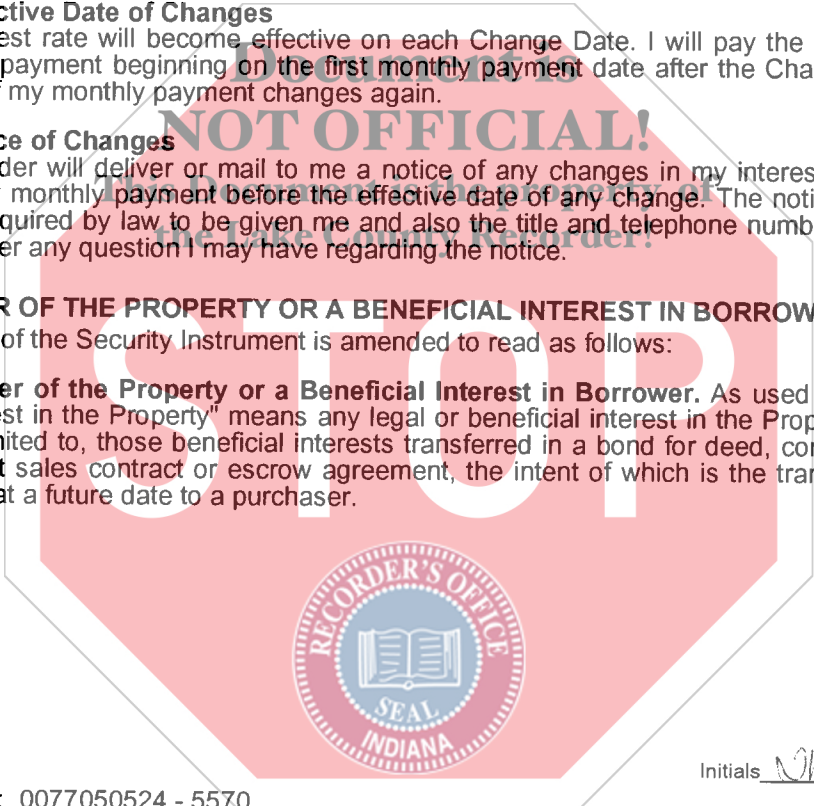 ctive Date of Changes
est rate will become effective on each Change Date. I will pay the
payment beginning on the first monthly payment date after the Cha
f my monthly payment changes again.
ce of Changes
der will deliver or mail to me a notice of any changes in my interes
monthly payment before the effective date of any change. The noti
quired by law to be given me and also the title and telephone numb
er any question I may have regarding the notice.
R OF THE PROPERTY OR A BENEFICIAL INTEREST IN BORROW
of the Security Instrument is amended to read as follows:
er of the Property or a Beneficial Interest in Borrower. As used
est in the Property" means any legal or beneficial interest in the Prop
nited to, those beneficial interests transferred in a bond for deed, con
t sales contract or escrow agreement, the intent of which is the tran
at a future date to a purchaser.
Document is
NOT OFFICIAL!
This Document is the property of
the Lake County Recorder!
STOP
RECORDER'S OFFICE
SEAL
INDIANA
Initials
: 0077050524 - 5570